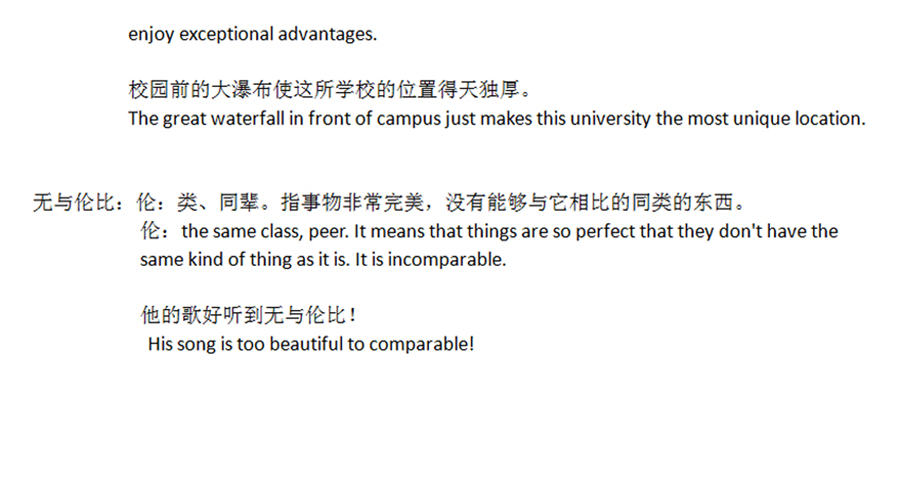 enjoy exceptional advantages.
校园前的大瀑布使这所学校的位置得天独厚。
The great waterfall in front of campus just makes this university the most unique location.
无与伦比：伦：类、同辈。指事物非常完美，没有能够与它相比的同类的东西。
伦：the same class, peer. It means that things are so perfect that they don't have the
same kind of thing as it is. It is incomparable.
他的歌好听到无与伦比！
His song is too beautiful to comparable!